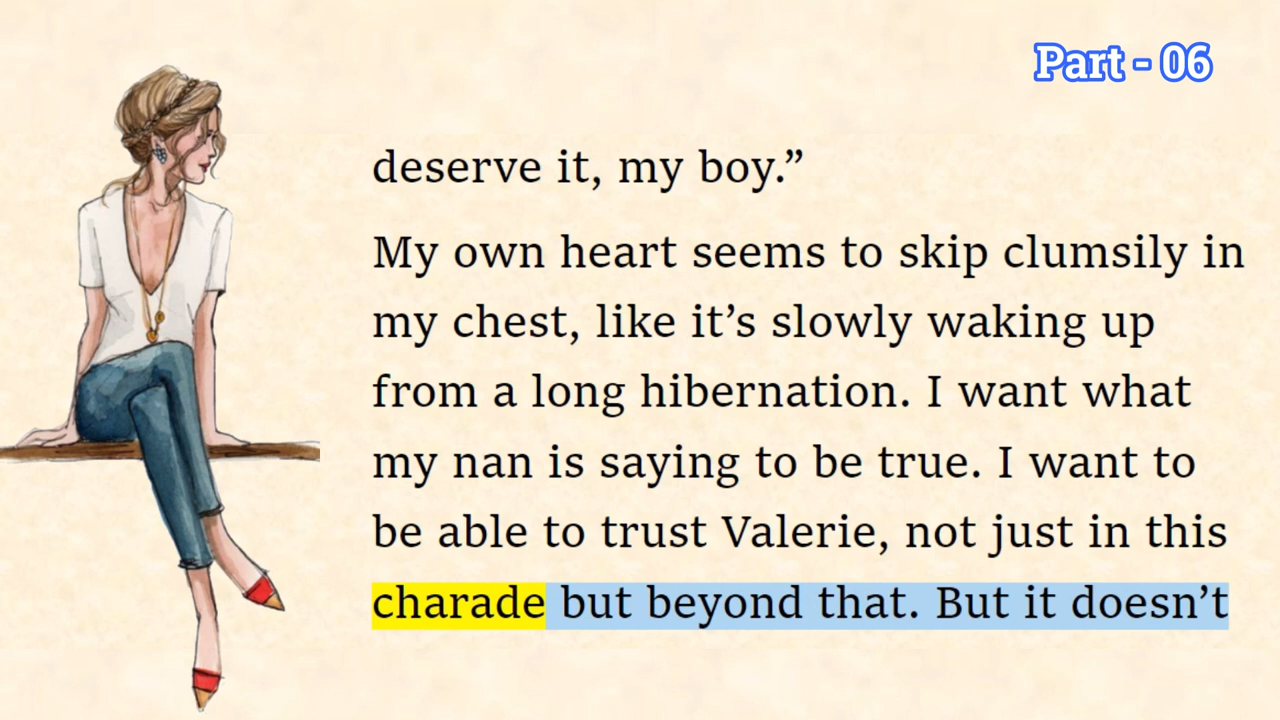 Part - 06
deserve it, my boy.”
My own heart seems to skip clumsily in
my chest, like it’s slowly waking up
from a long hibernation. I want what
my nan is saying to be true. I want to
be able to trust Valerie, not just in this
charade but beyond that. But it doesn’t